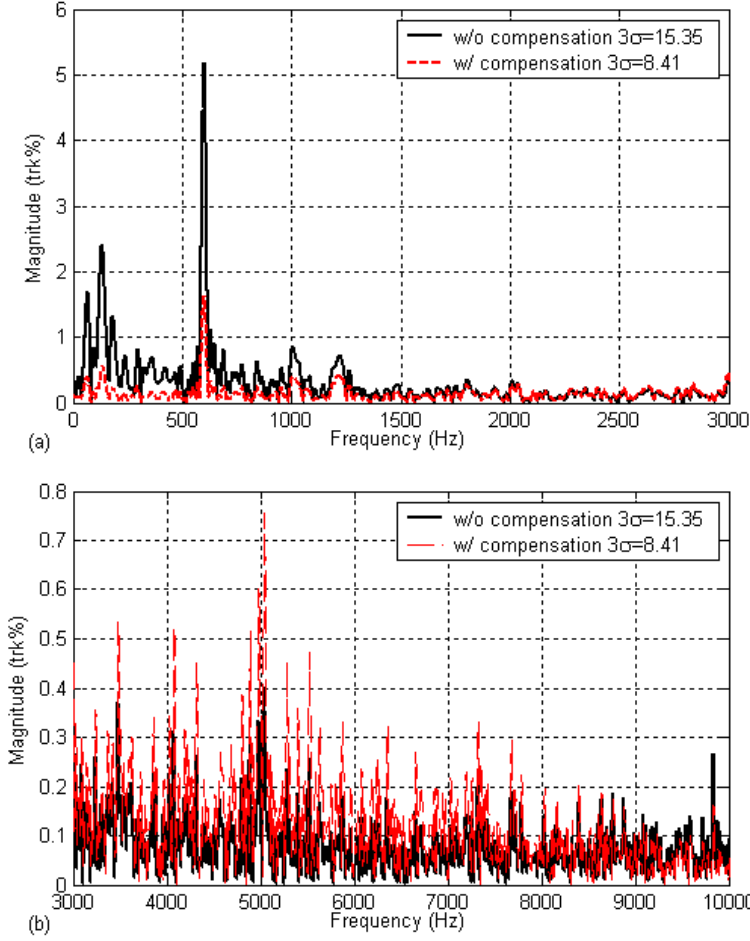 6
5
4
3
2
1
0
Magnitude (trk%)
w/o compensation 3σ=15.35
w/ compensation 3σ=8.41
0 500 1000 1500 2000 2500 3000
Frequency (Hz)
(a)
0.8
0.7
0.6
0.5
0.4
0.3
0.2
0.1
0
Magnitude (trk%)
w/o compensation 3σ=15.35
w/ compensation 3σ=8.41
3000 4000 5000 6000 7000 8000 9000 10000
Frequency (Hz)
(b)